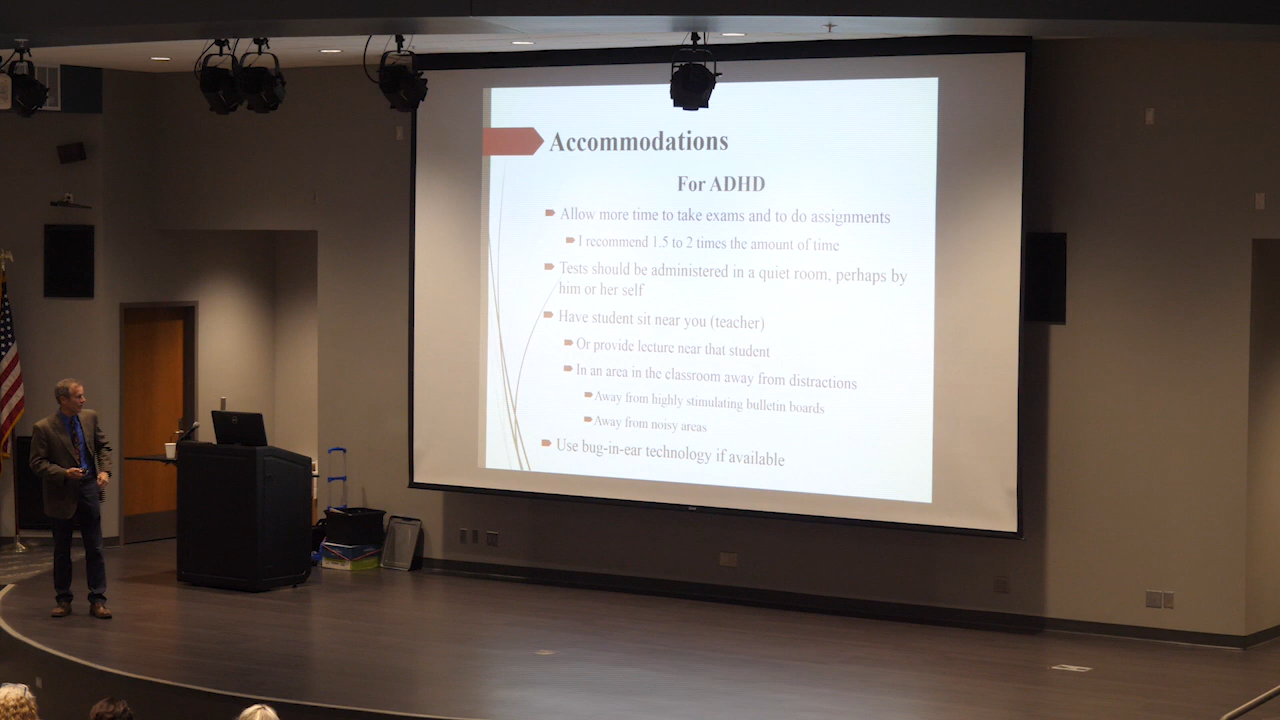 Accommodations
For ADHD
Allow more time to take exams and to do assignments
I recommend 1.5 to 2 times the amount of time
Tests should be administered in a quiet room, perhaps by
him or her self
Have student sit near you (teacher)
Or provide lecture near that student
In an area in the classroom away from distractions
Away from highly stimulating bulletin boards
Away from noisy areas
Use bug-in-ear technology if available